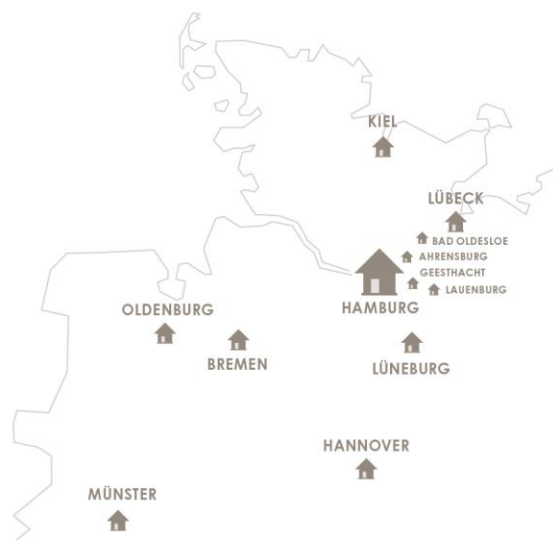 KIEL
LÜBECK
BAD OLDESLOE
AHRENSBURG
GEESTHACHT
LAUENBURG
HAMBURG
OLDENBURG
BREMEN
LÜNEBURG
HANNOVER
MÜNSTER